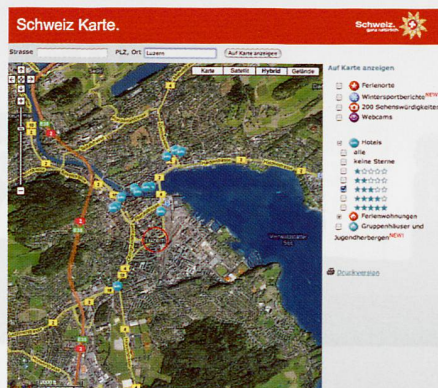 Schweiz Karte.
Schweiz.
ganz natürlich.
Strasse
PLZ, Ort
Luzern
Auf Karte anzeigen
Karte
Satellit
Hybrid
Gelände
Auf Karte anzeigen
Ferienorte
Wintersportberichte NEW!
200 Sehenswürdigkeiten
Webcams
Hotels
alle
keine Sterne
Ferienwohnungen
Gruppenhäuser und
Jugendherbergen NEW!
Druckversion
Luzern